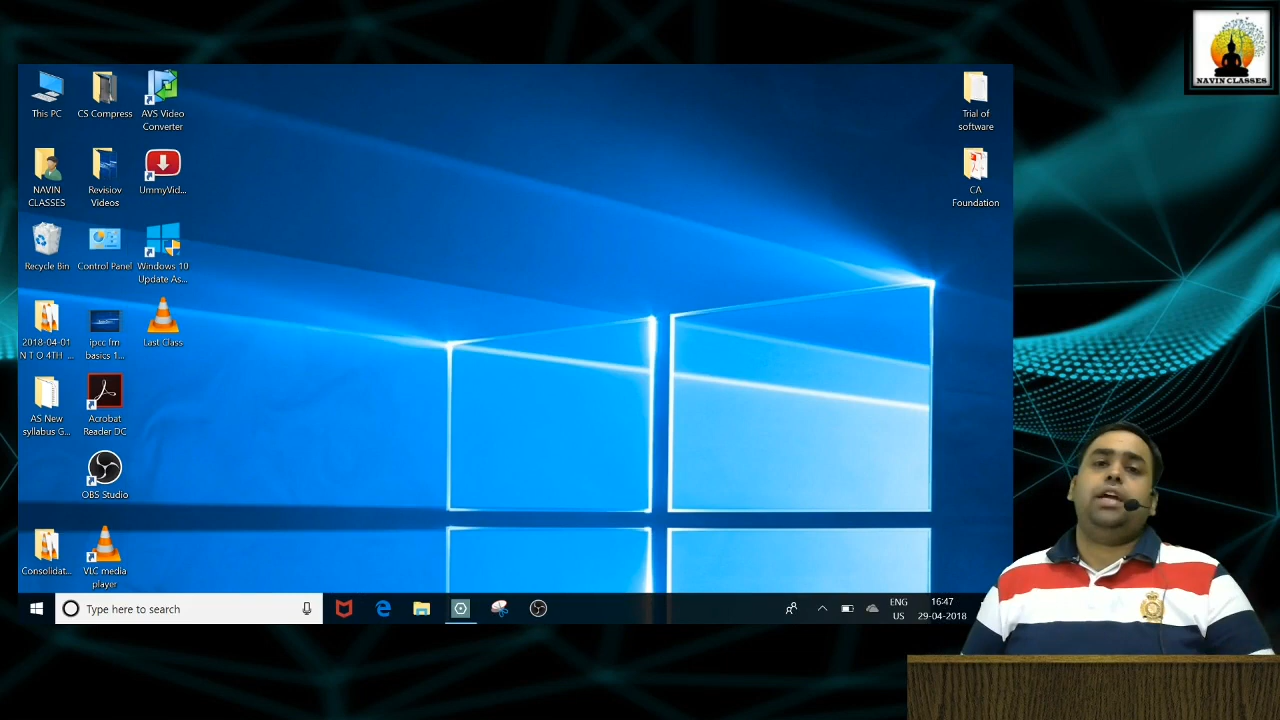 NAVIN CLASSES
This PC
CS Compress
AVS Video
Converter
Trial of
software
NAVIN
CLASSES
Revisiov
Videos
UmmyVid...
CA
Foundation
Recycle Bin
Control Panel
Windows 10
Update As...
2018-04-01
N T O 4TH ...
ipcc fm
basics 1...
Last Class
AS New
syllabus G...
Acrobat
Reader DC
OBS Studio
Consolidat...
VLC media
player
Type here to search
ENG
US
16:47
29-04-2018